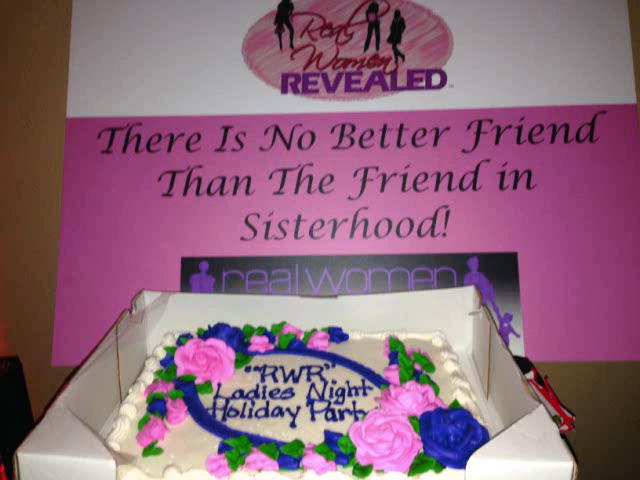 Real
Women
REVEALED
There Is No Better Friend
Than The Friend in
Sisterhood!
real women
"RWR"
Ladies Night
Holiday Party